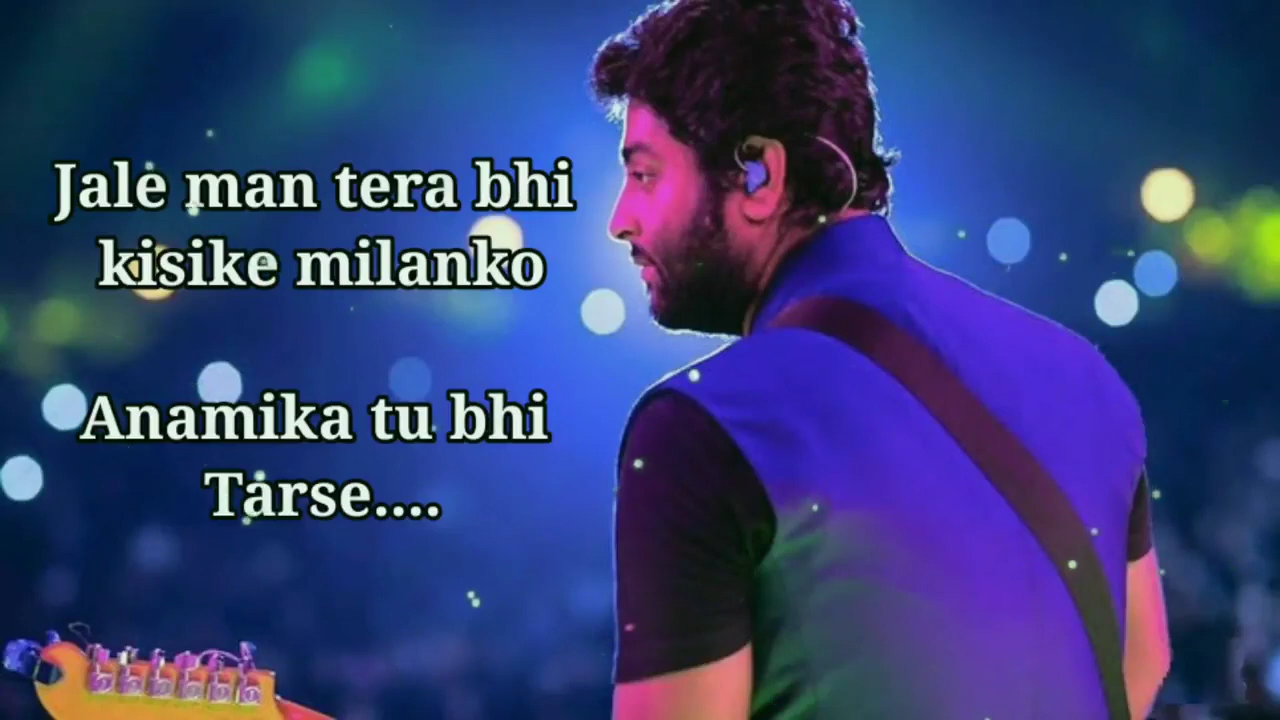 Jale man tera bhi
kisike milanko
Anamika tu bhi
Tarse....